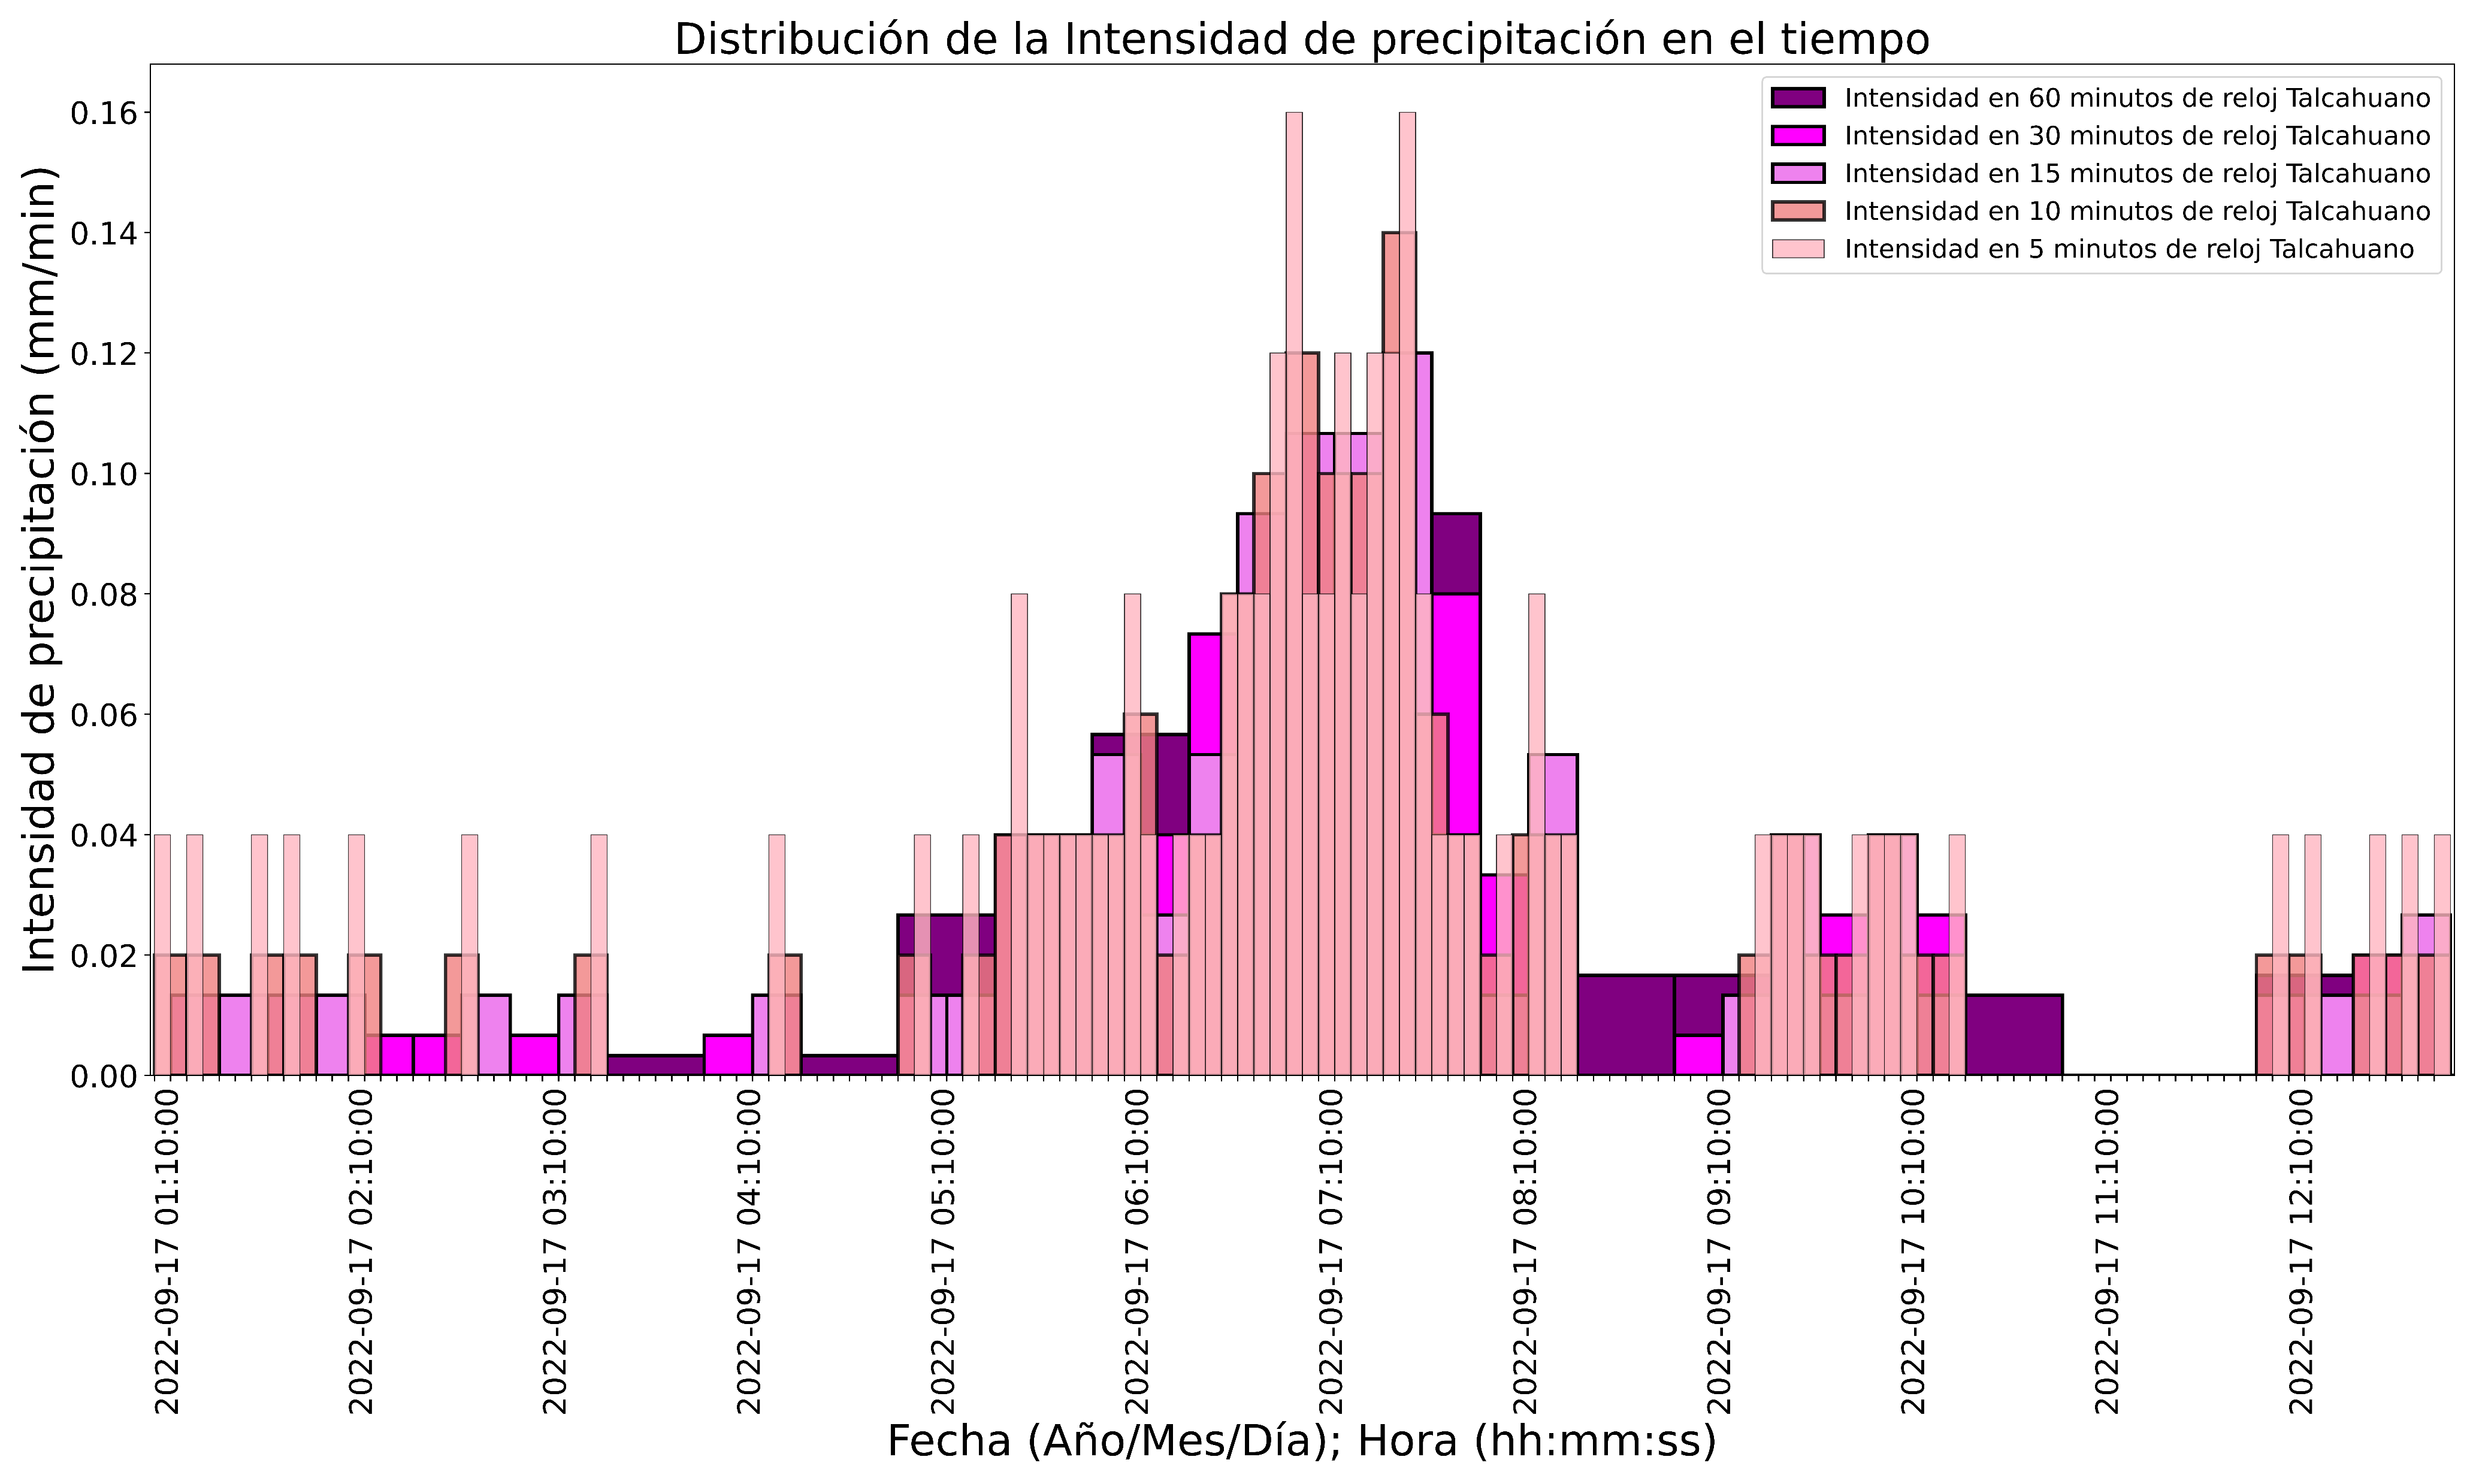 Distribución de la Intensidad de precipitación en el tiempo
Intensidad de precipitación (mm/min)
0.16
0.14
0.12
0.10
0.08
0.06
0.04
0.02
0.00
Intensidad en 60 minutos de reloj Talcahuano
Intensidad en 30 minutos de reloj Talcahuano
Intensidad en 15 minutos de reloj Talcahuano
Intensidad en 10 minutos de reloj Talcahuano
Intensidad en 5 minutos de reloj Talcahuano
2022-09-17 01:10:00
2022-09-17 02:10:00
2022-09-17 03:10:00
2022-09-17 04:10:00
2022-09-17 05:10:00
2022-09-17 06:10:00
2022-09-17 07:10:00
2022-09-17 08:10:00
2022-09-17 09:10:00
2022-09-17 10:10:00
2022-09-17 11:10:00
2022-09-17 12:10:00
Fecha (Año/Mes/Día); Hora (hh:mm:ss)